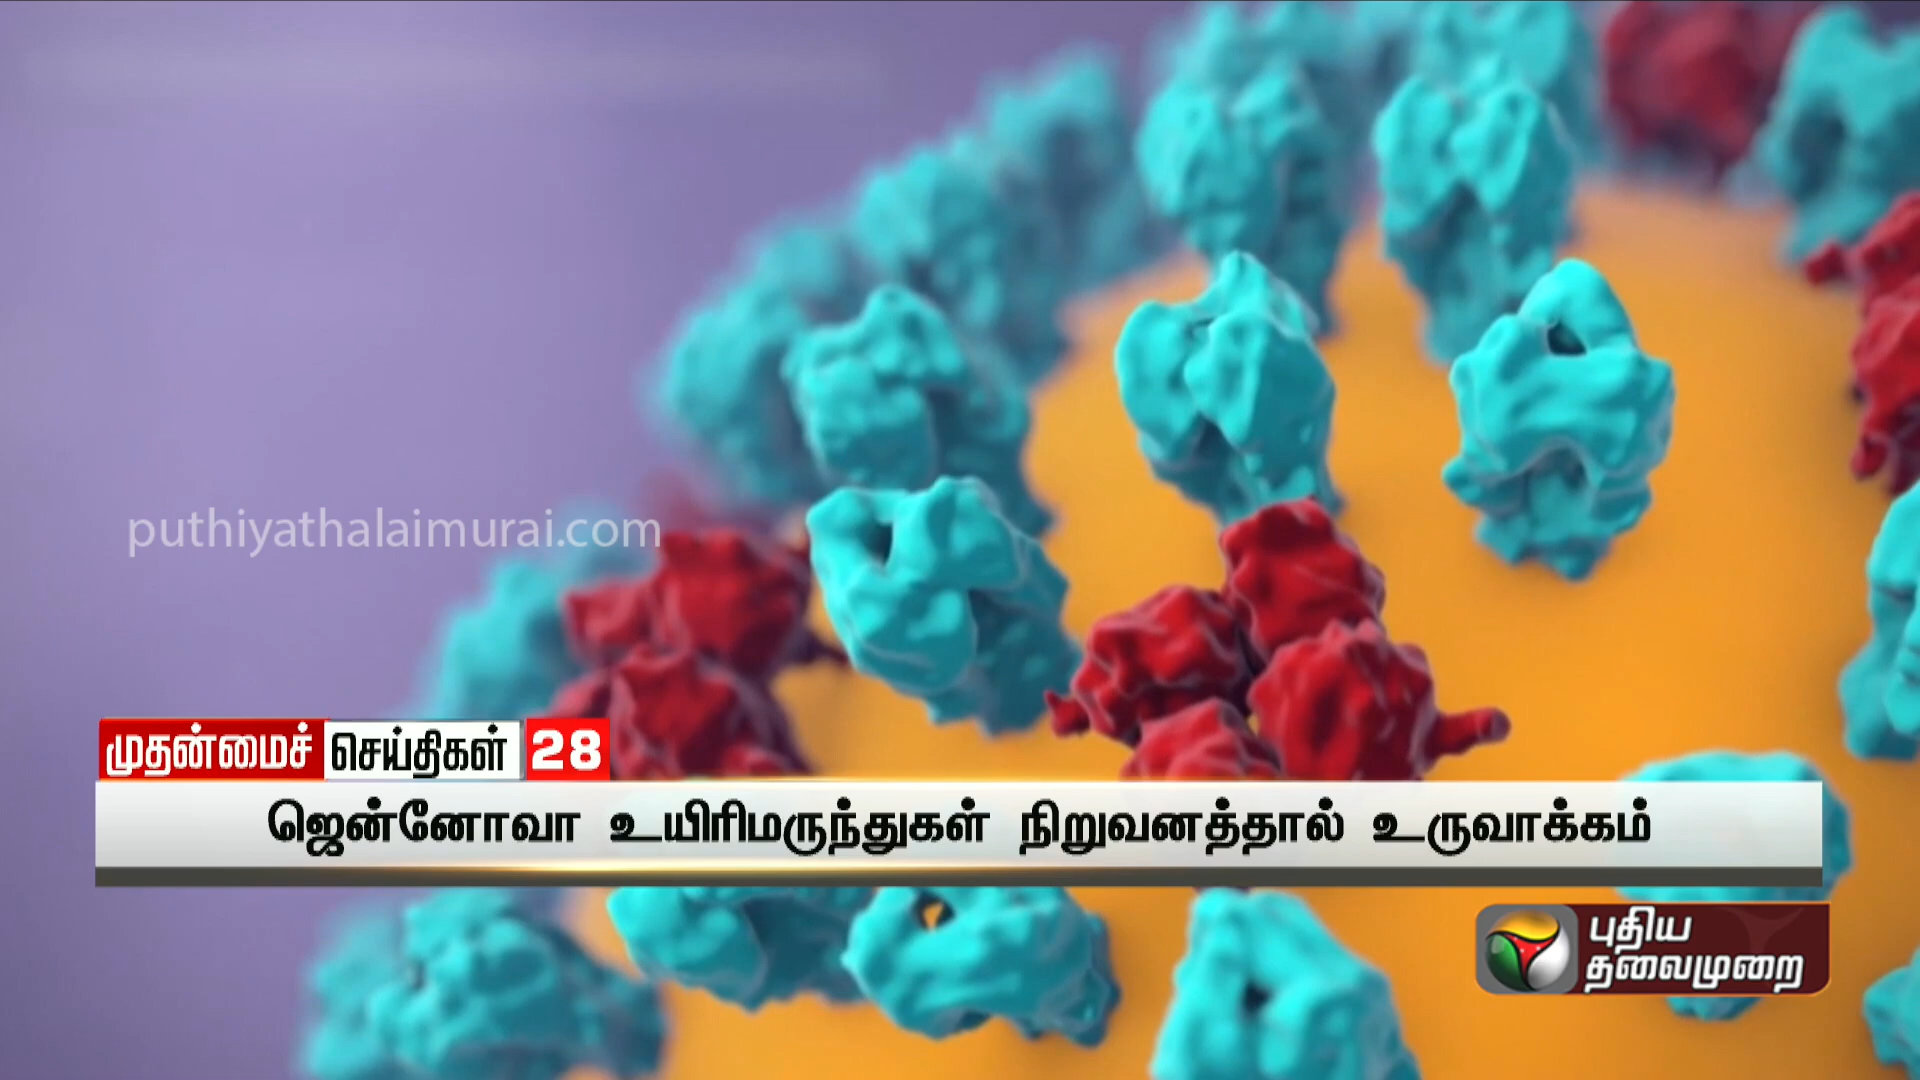 puthiyathalaimurai.com
முதன்மைச் செய்திகள் 28
ஜென்னோவா உயிரிமருந்துகள் நிறுவனத்தால் உருவாக்கம்
புதிய
தலைமுறை